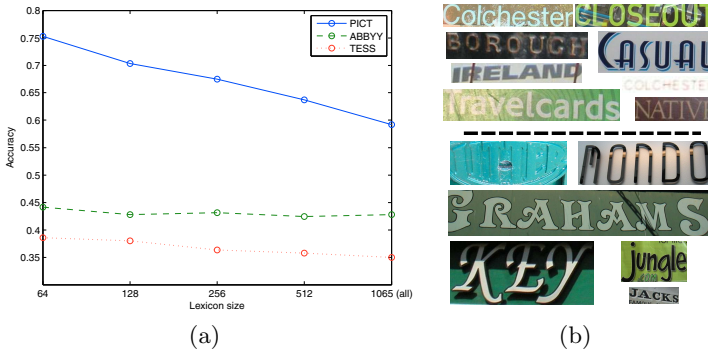 0.8
0.7
0.65
0.6
0.55
0.5
0.45
0.4
0.35
Accuracy
64
128
256
512
1065 (all)
Lexicon size
PICT
ABBYY
TESS
(a)
Colchester CLOSEOUT
BOROUGH CASUAL
IRELAND
COLCHESTER
Travelcards NATIVE
MONDO
GRAHAMS
KEY jungle
JACKS
(b)